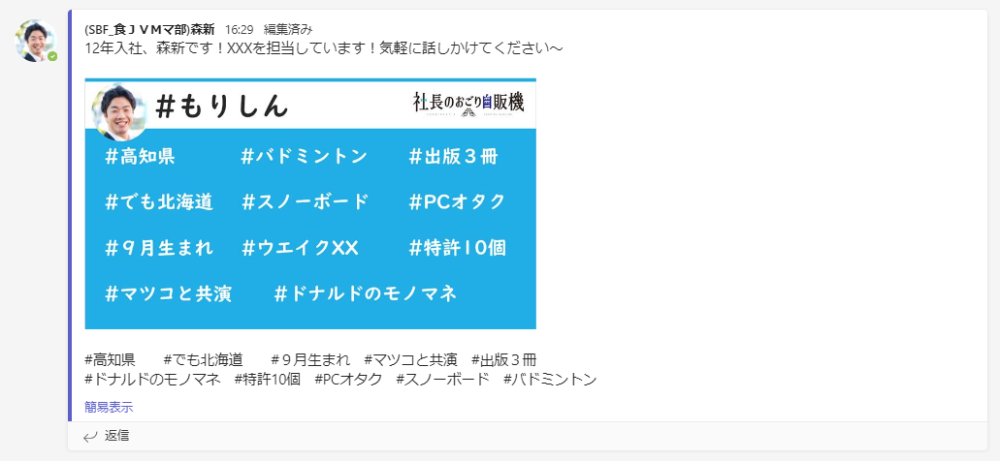 (SBF_食ＪＶＭマ部)森新 16:29 編集済み
12年入社、森新です！XXXを担当しています！気軽に話しかけてください～
#もりしん 社長のおごり自販機
#高知県 #バドミントン #出版３冊
#でも北海道 #スノーボード #PCオタク
#９月生まれ #ウエイクXX #特許10個
#マツコと共演 #ドナルドのモノマネ
#高知県 #でも北海道 #９月生まれ #マツコと共演 #出版３冊
#ドナルドのモノマネ #特許10個 #PCオタク #スノーボード #バドミントン
簡易表示
返信